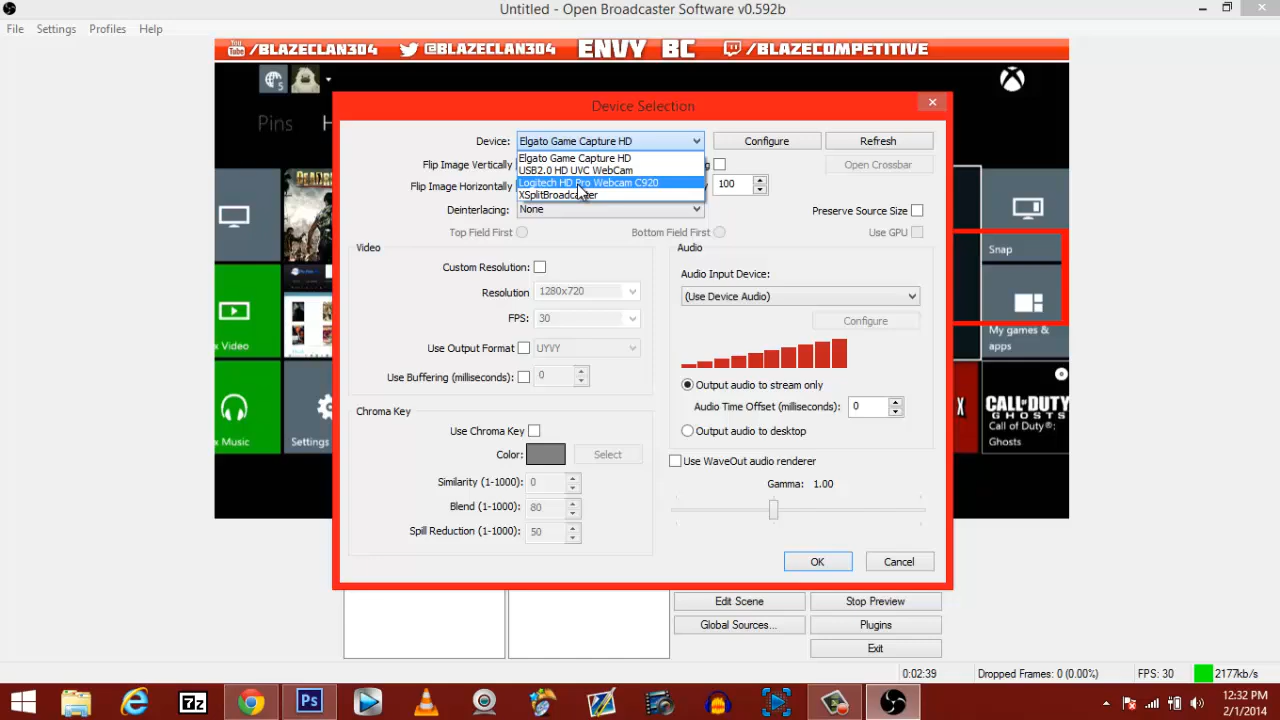 Untitled - Open Broadcaster Software v0.592b
File Settings Profiles Help
You Tube /BLAZECLAN304 @BLAZECLAN304 ENVY BC /BLAZECOMPETITIVE
5
Pins H
Device Selection
Device: Elgato Game Capture HD Configure Refresh
Elgato Game Capture HD
USB2.0 HD UVC WebCam
Logitech HD Pro Webcam C920
XSplitBroadcaster
Flip Image Vertically Open Crossbar
Flip Image Horizontally 100
Deinterlacing: None Preserve Source Size
Top Field First Bottom Field First Use GPU
Video
Custom Resolution:
Resolution 1280x720
FPS: 30
Use Output Format UYVY
Use Buffering (milliseconds): 0
Audio
Audio Input Device:
(Use Device Audio)
Configure
Output audio to stream only
Audio Time Offset (milliseconds): 0
Output audio to desktop
Use WaveOut audio renderer
Gamma: 1.00
Chroma Key
Use Chroma Key
Color: Select
Similarity (1-1000): 0
Blend (1-1000): 80
Spill Reduction (1-1000): 50
OK Cancel
Snap
My games &
apps
x Video
x Music
Settings
X
CALL OF DUTY
GHOSTS
Call of Duty®:
Ghosts
Edit Scene Stop Preview
Global Sources... Plugins
Exit
0:02:39 Dropped Frames: 0 (0.00%) FPS: 30 2177kb/s
7z
Ps
12:32 PM
2/1/2014